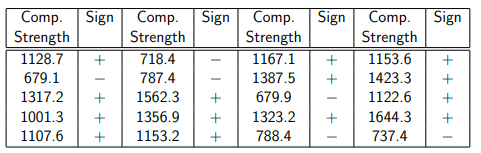 Comp. Sign Comp. Sign Comp. Sign Comp. Sign
Strength Strength Strength Strength
1128.7 + 718.4 − 1167.1 + 1153.6 +
679.1 − 787.4 − 1387.5 + 1423.3 +
1317.2 + 1562.3 + 679.9 − 1122.6 +
1001.3 + 1356.9 + 1323.2 + 1644.3 +
1107.6 + 1153.2 + 788.4 − 737.4 −